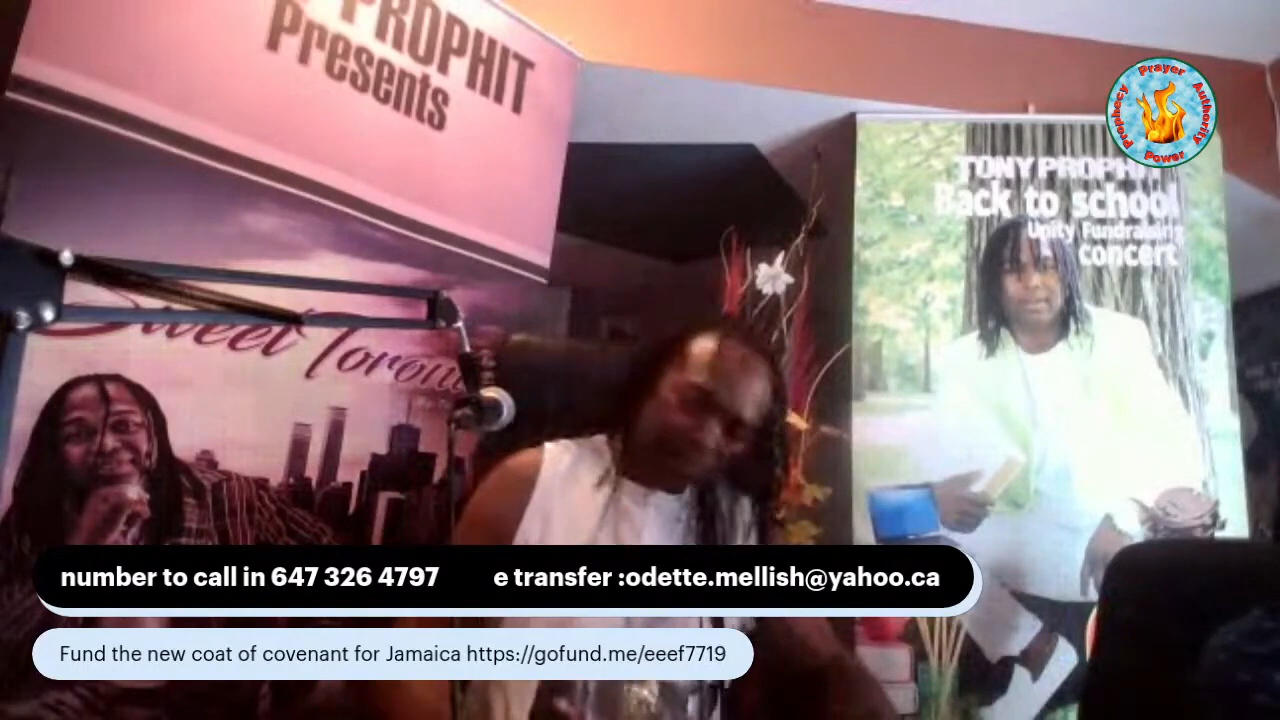 PROPHIT
Presents
Prayer
Authority
Power
Prophecy
TONY PROPHIT
Back to school
Unity Fundraising
concert
Sweet Toronto
number to call in 647 326 4797 e transfer :odette.mellish@yahoo.ca
Fund the new coat of covenant for Jamaica https://gofund.me/eeef7719